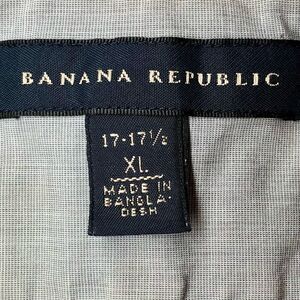 BANANA REPUBLIC
17-17½
XL
MADE IN
BANGLA-
DESH